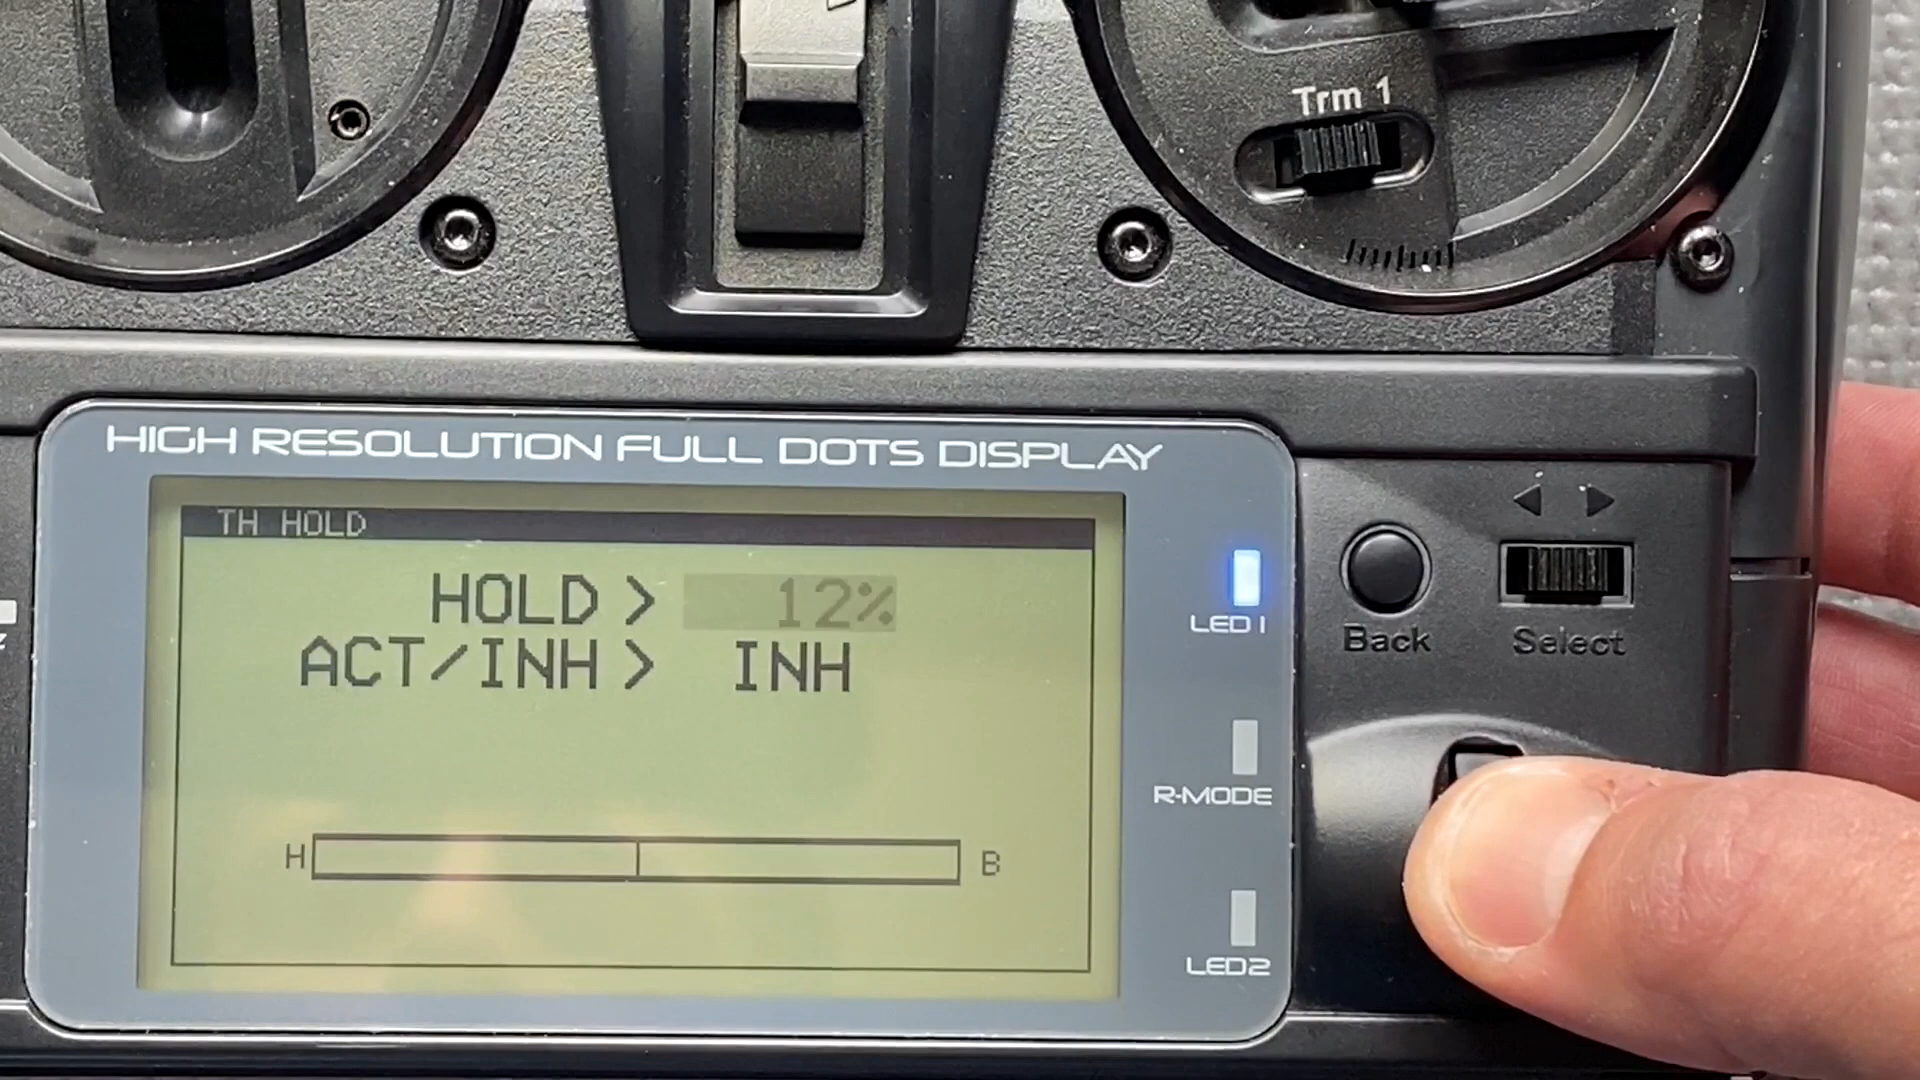 Trm 1
HIGH RESOLUTION FULL DOTS DISPLAY
TH HOLD
HOLD > 12%
ACT/INH > INH
H B
LED1
R-MODE
LED2
Back
Select